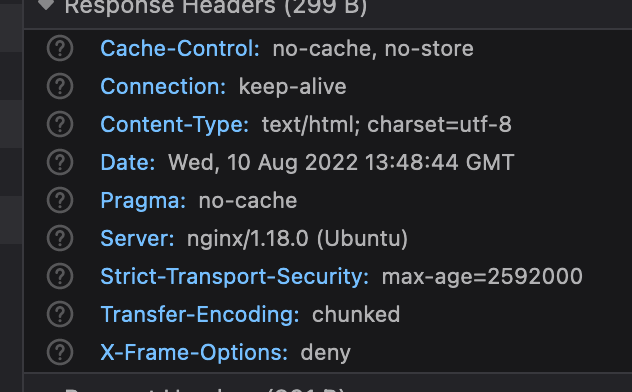 Response Headers (299 B)
Cache-Control: no-cache, no-store
Connection: keep-alive
Content-Type: text/html; charset=utf-8
Date: Wed, 10 Aug 2022 13:48:44 GMT
Pragma: no-cache
Server: nginx/1.18.0 (Ubuntu)
Strict-Transport-Security: max-age=2592000
Transfer-Encoding: chunked
X-Frame-Options: deny